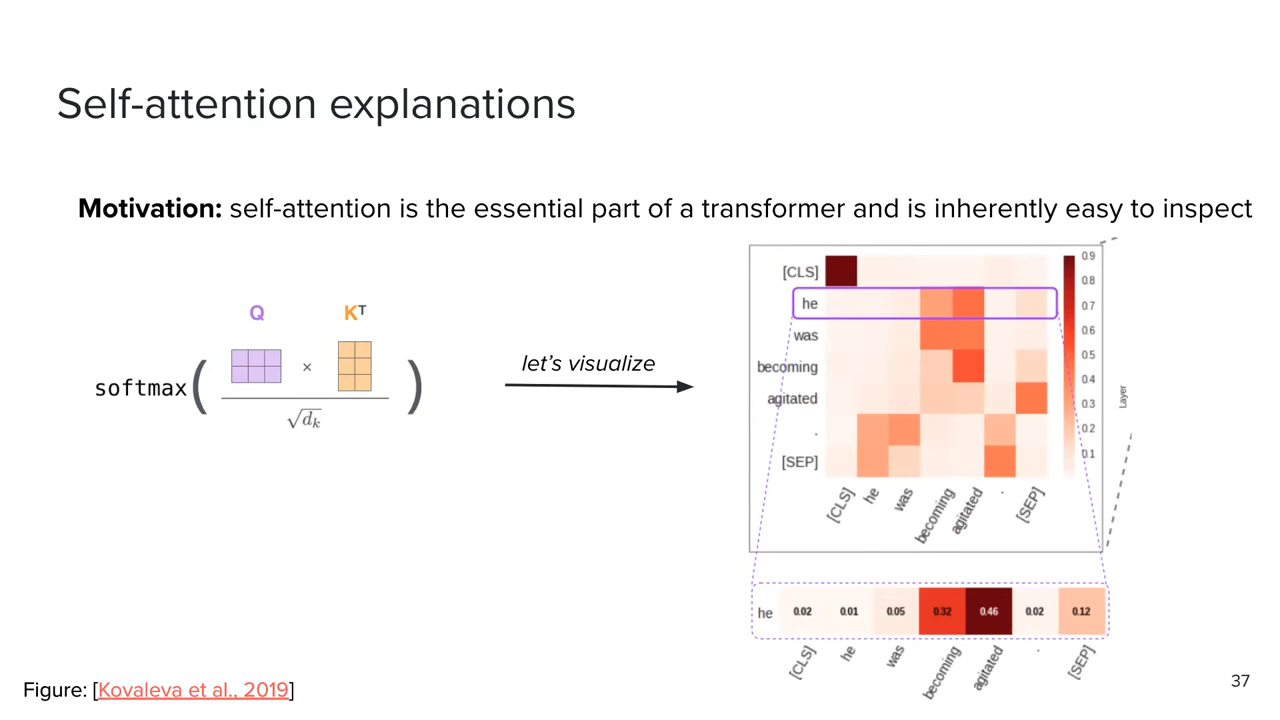 Self-attention explanations
Motivation: self-attention is the essential part of a transformer and is inherently easy to inspect
Q
Kᵀ
softmax( × )
√dₖ
let's visualize
[CLS]
he
was
becoming
agitated
.
[SEP]
[CLS] he was becoming agitated . [SEP]
0.9
0.8
0.7
0.6
0.5
0.4
0.3
0.2
0.1
Layer
he 0.02 0.01 0.05 0.32 0.46 0.02 0.12
[CLS] he was becoming agitated . [SEP]
Figure: [Kovaleva et al., 2019]
37